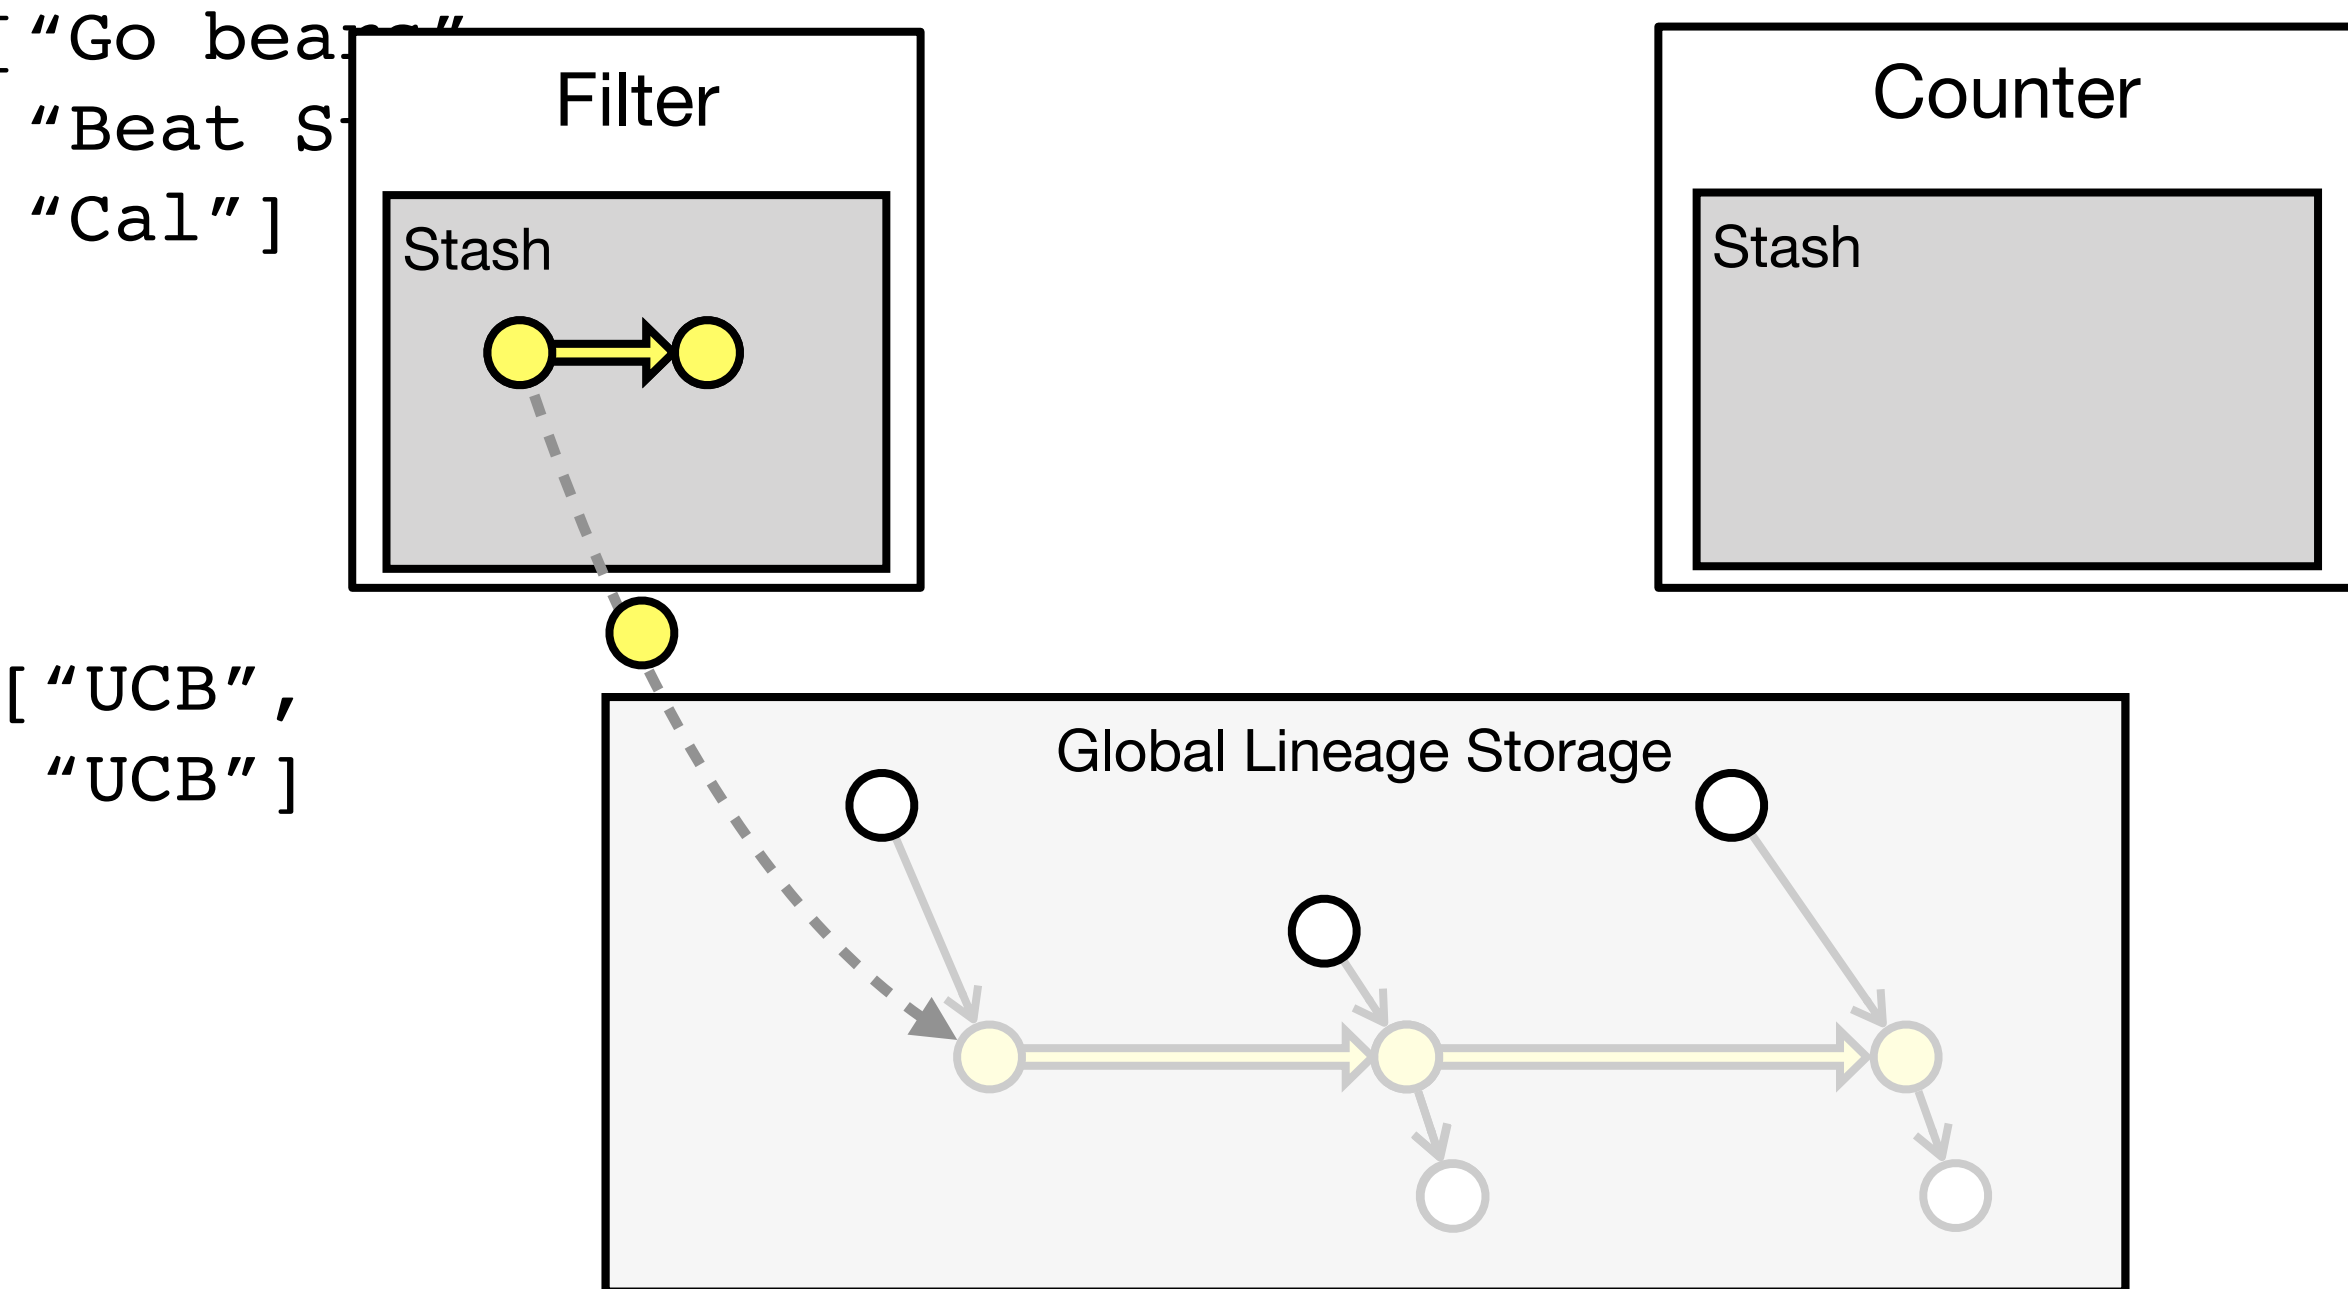 [“Go
“Beat
“Cal”]
Filter
Stash
Counter
Stash
[“UCB”,
“UCB”]
Global Lineage Storage